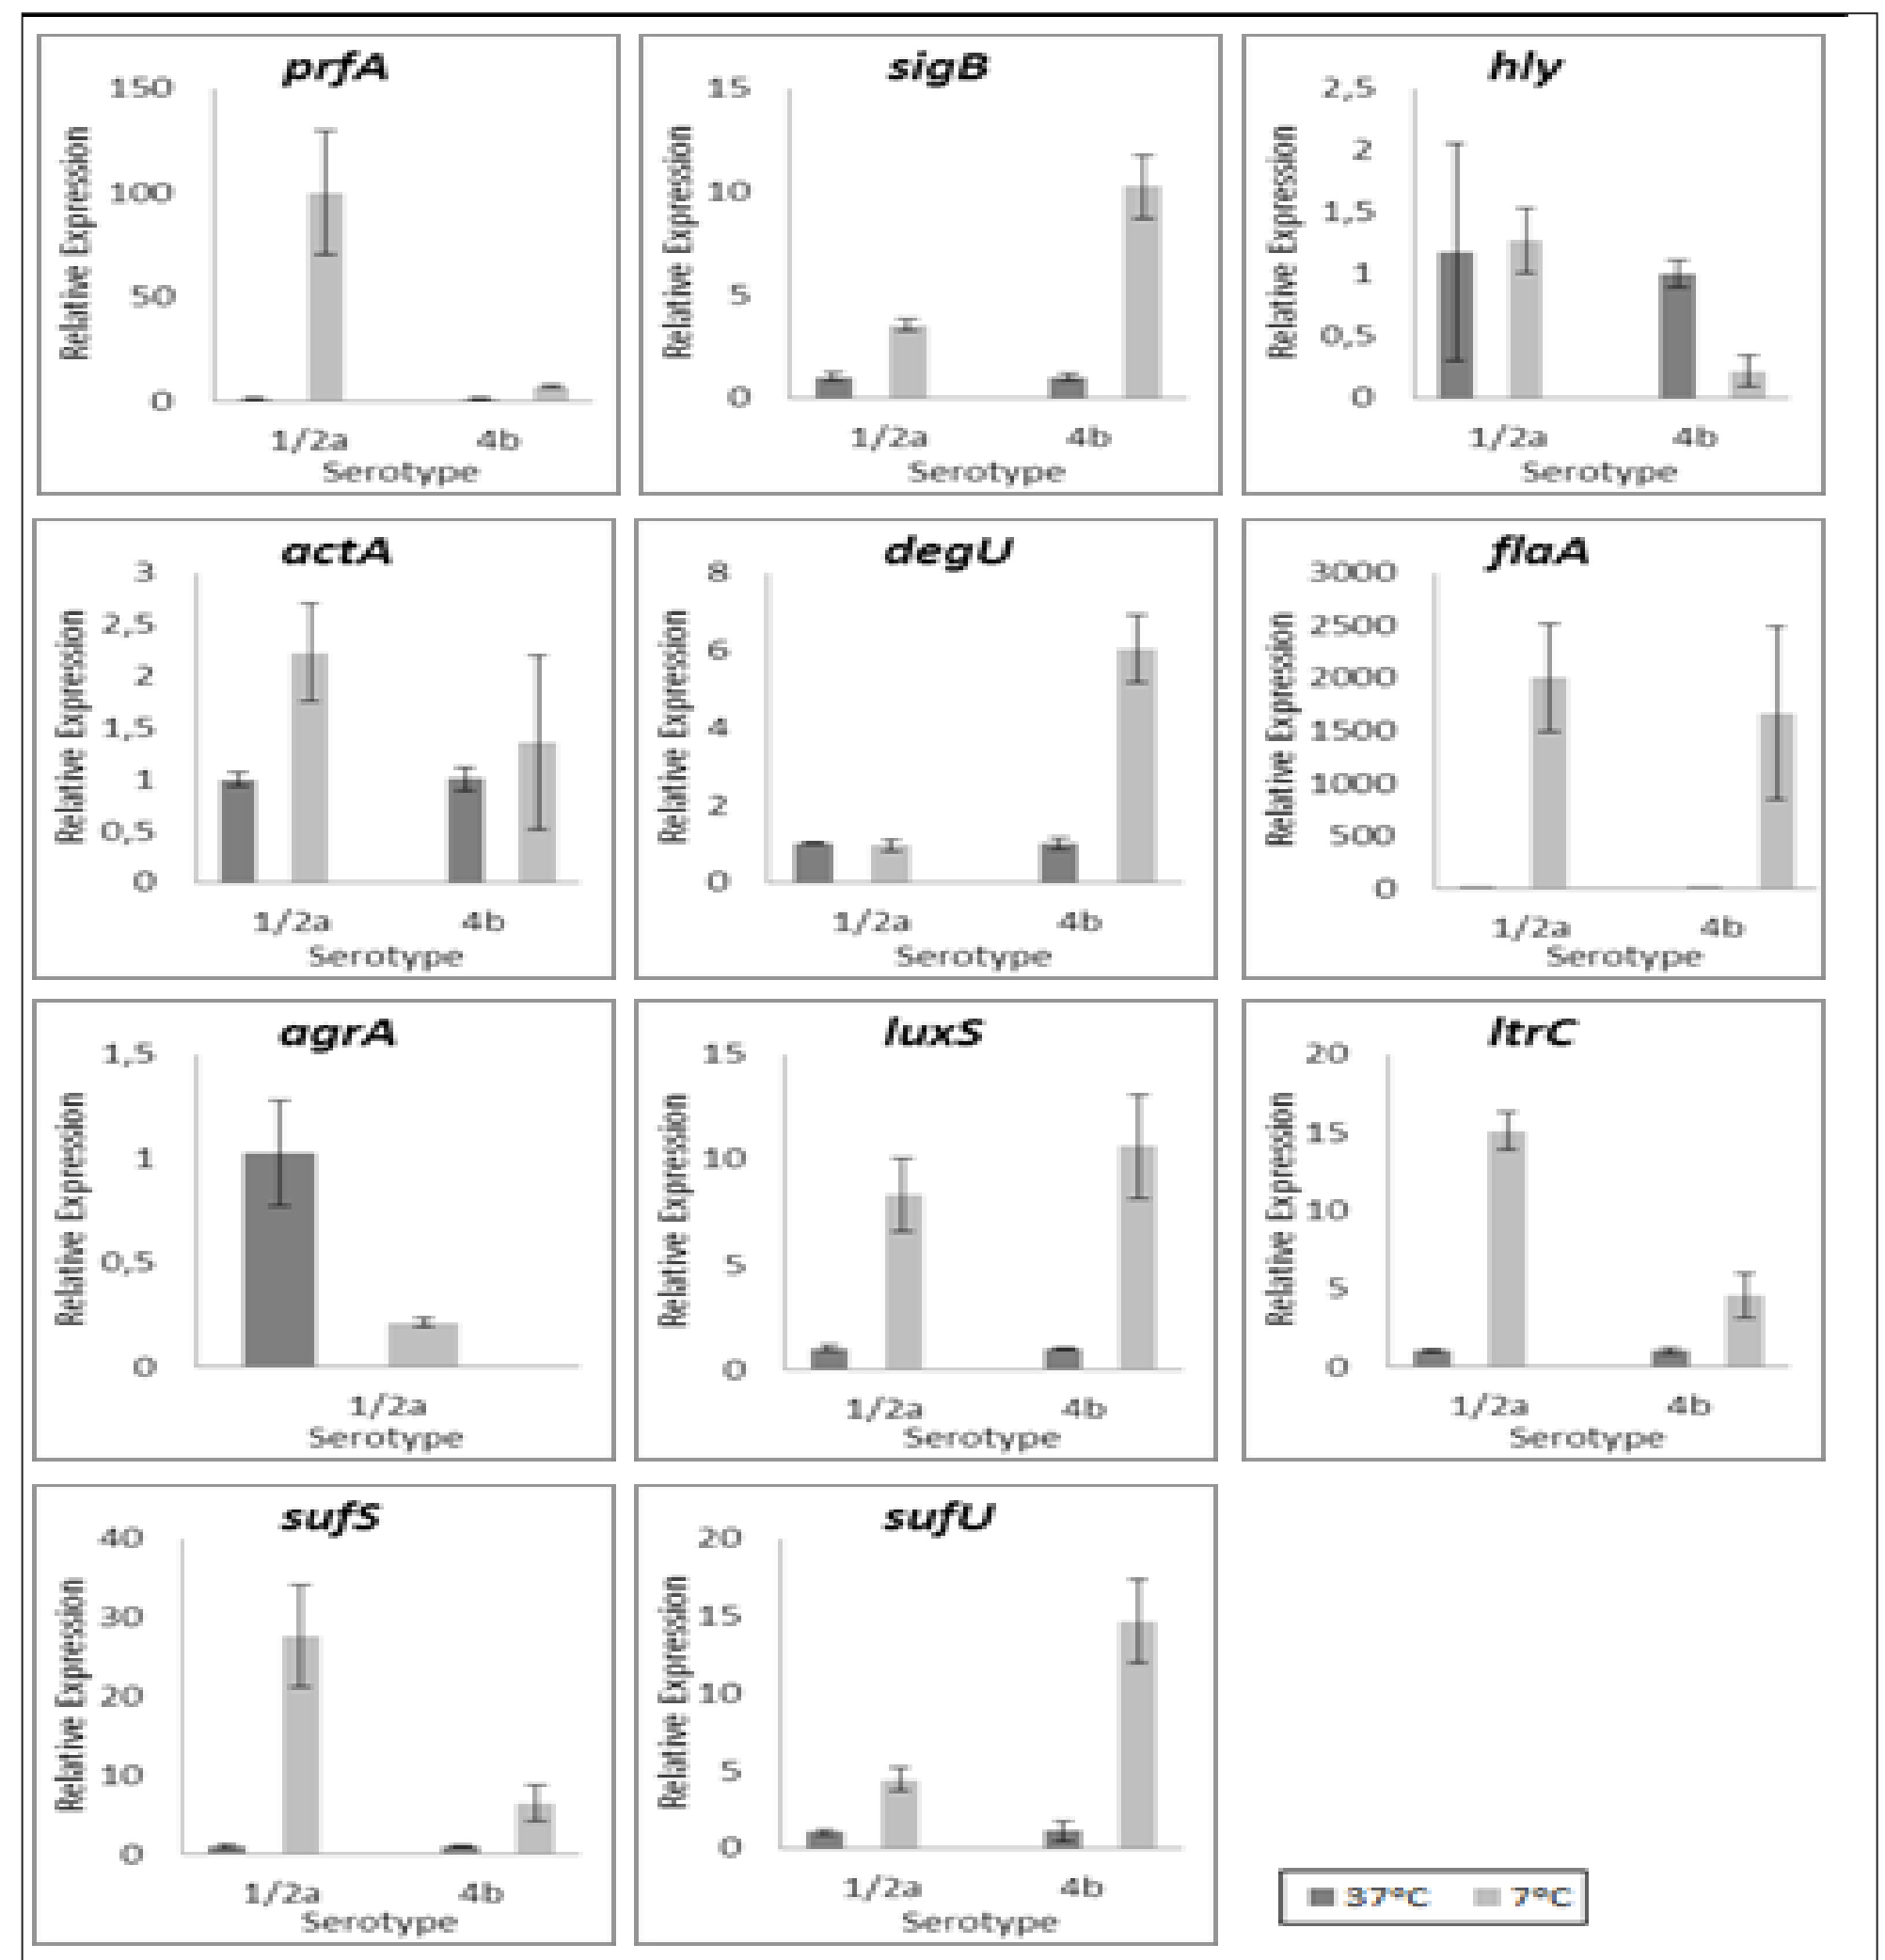 prfA
150
100
50
0
Relative Expression
1/2a 4b
Serotype
sigB
15
10
5
0
Relative Expression
1/2a 4b
Serotype
hly
2,5
2
1,5
1
0,5
0
Relative Expression
1/2a 4b
Serotype
actA
3
2,5
2
1,5
1
0,5
0
Relative Expression
1/2a 4b
Serotype
degU
8
6
4
2
0
Relative Expression
1/2a 4b
Serotype
flaA
3000
2500
2000
1500
1000
500
0
Relative Expression
1/2a 4b
Serotype
agrA
1,5
1
0,5
0
Relative Expression
1/2a
Serotype
luxS
15
10
5
0
Relative Expression
1/2a 4b
Serotype
ltrC
20
15
10
5
0
Relative Expression
1/2a 4b
Serotype
sufS
40
30
20
10
0
Relative Expression
1/2a 4b
Serotype
sufU
20
15
10
5
0
Relative Expression
1/2a 4b
Serotype
37ºC 7ºC